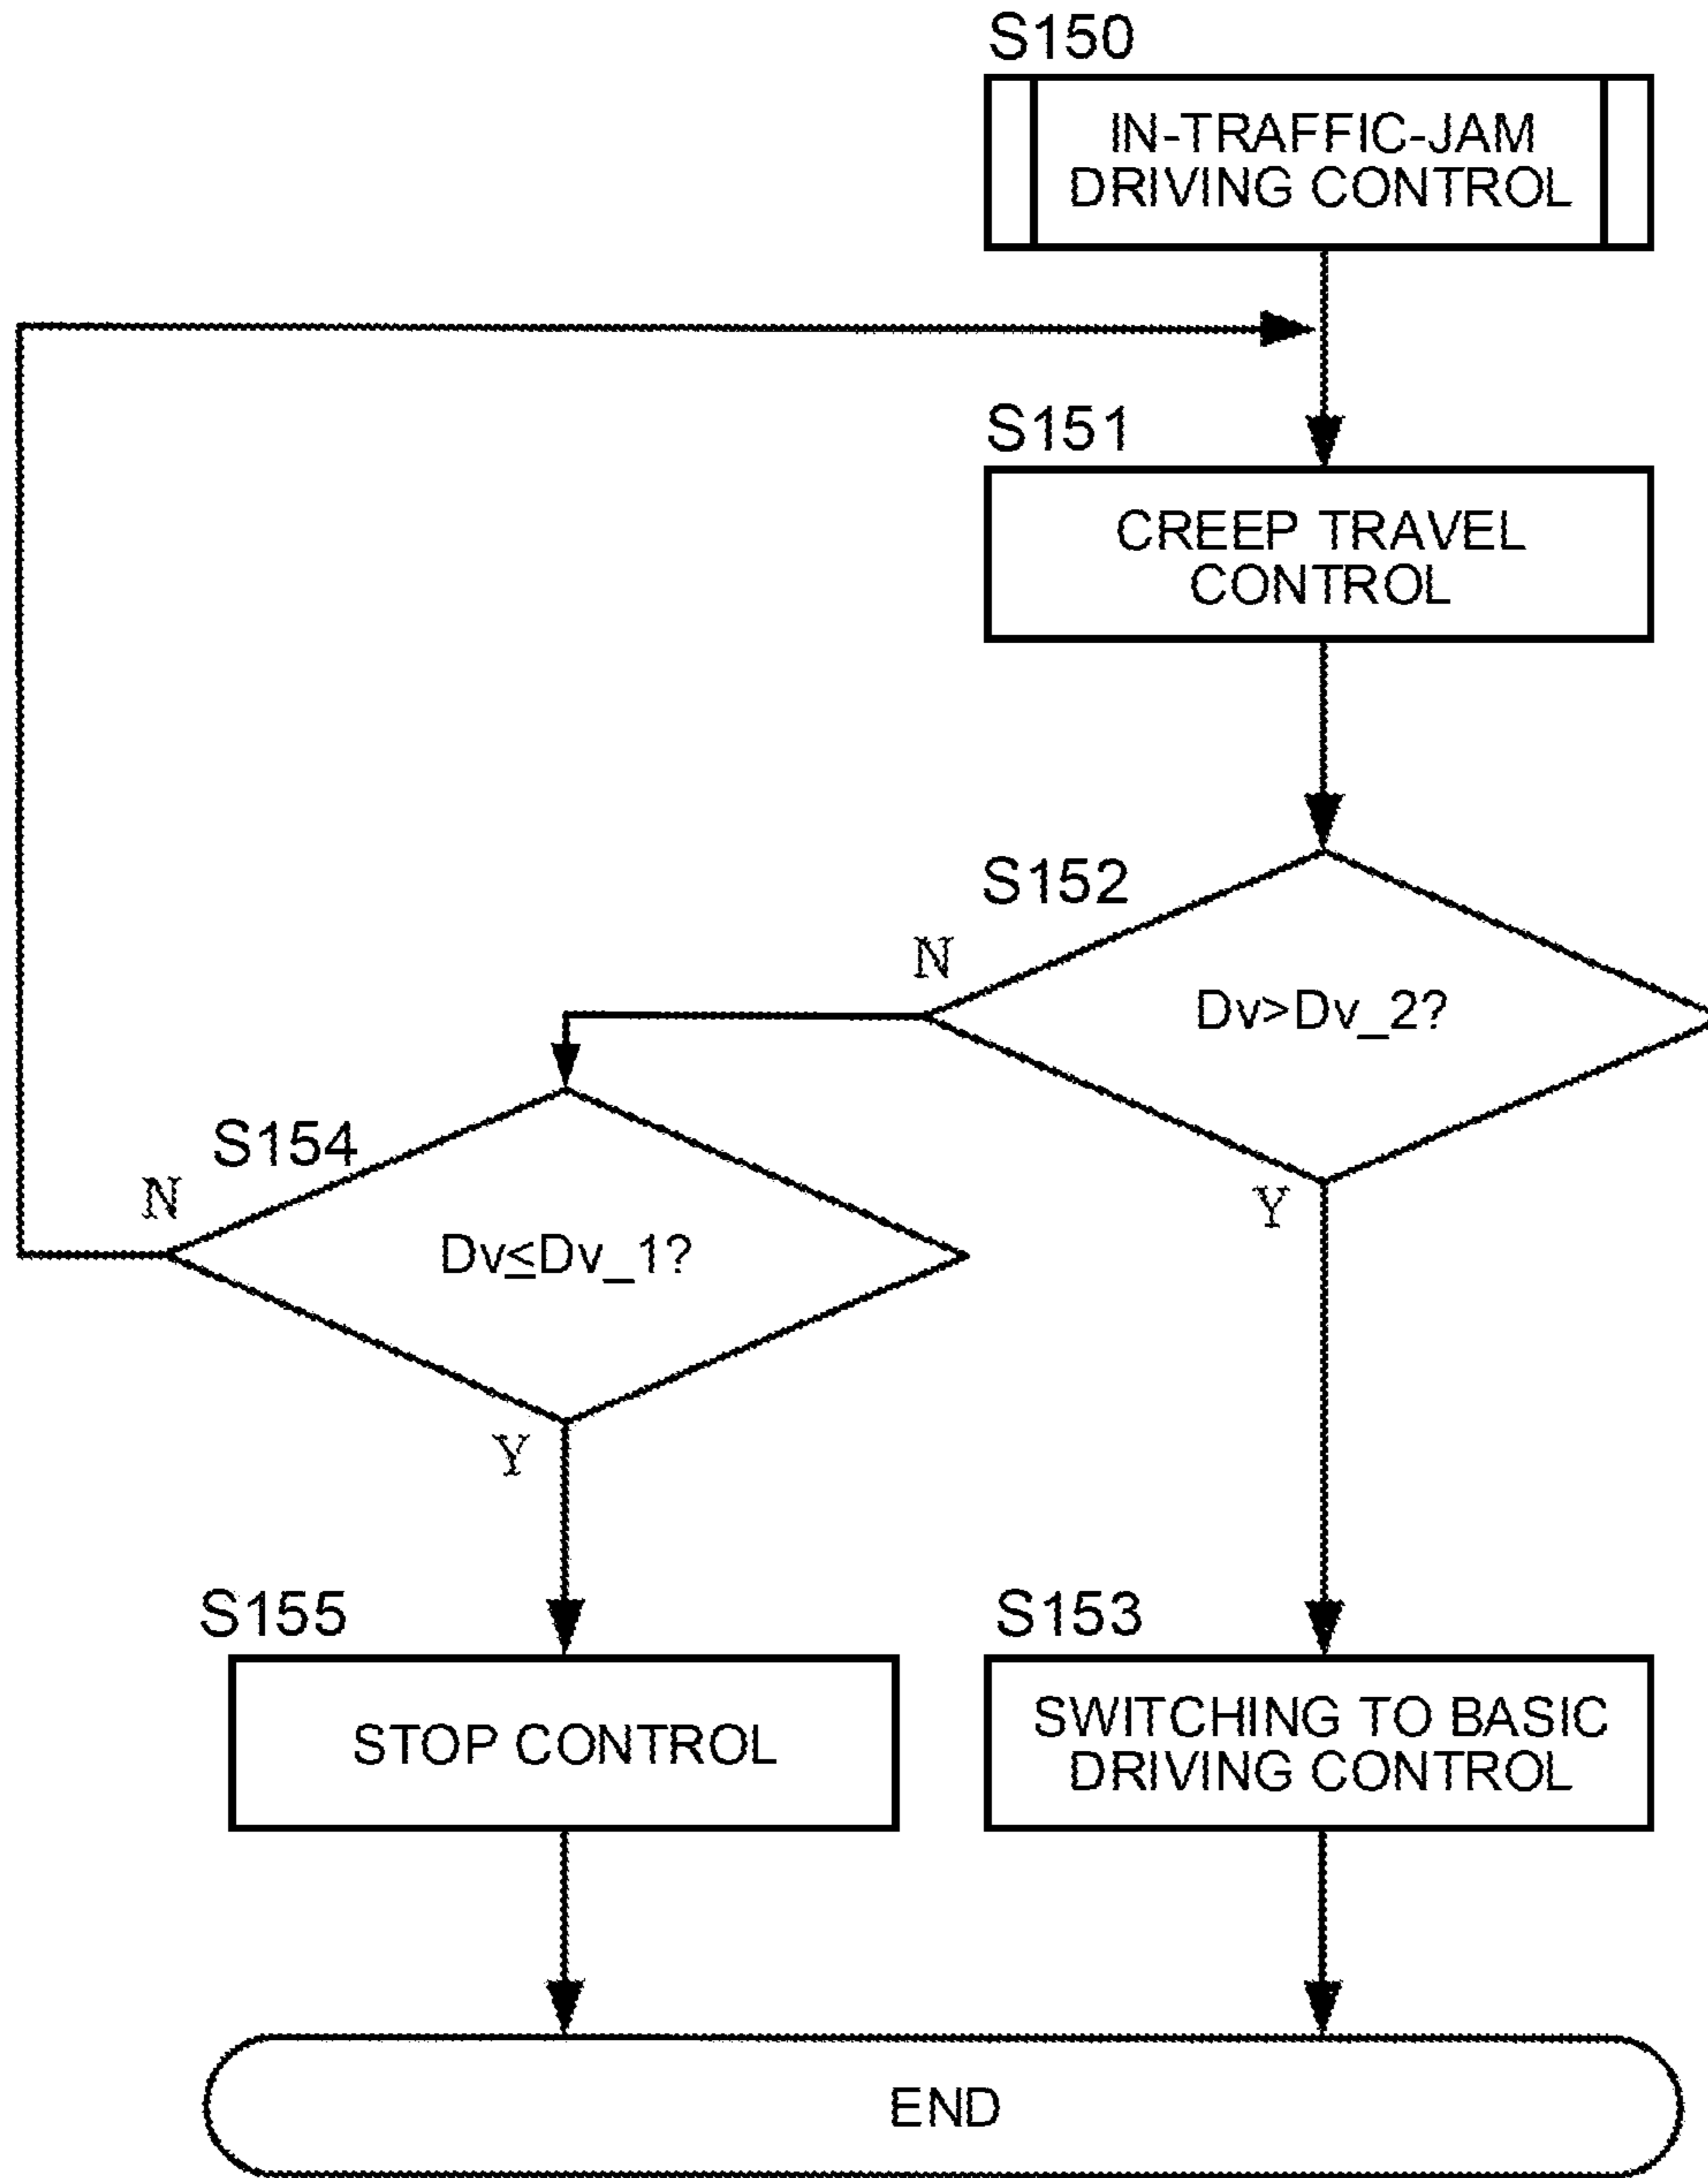 S150
IN-TRAFFIC-JAM
DRIVING CONTROL
S151
CREEP TRAVEL
CONTROL
S152
N
Dv>Dv_2?
Y
S154
N
Dv≤Dv_1?
Y
S155
STOP CONTROL
S153
SWITCHING TO BASIC
DRIVING CONTROL
END